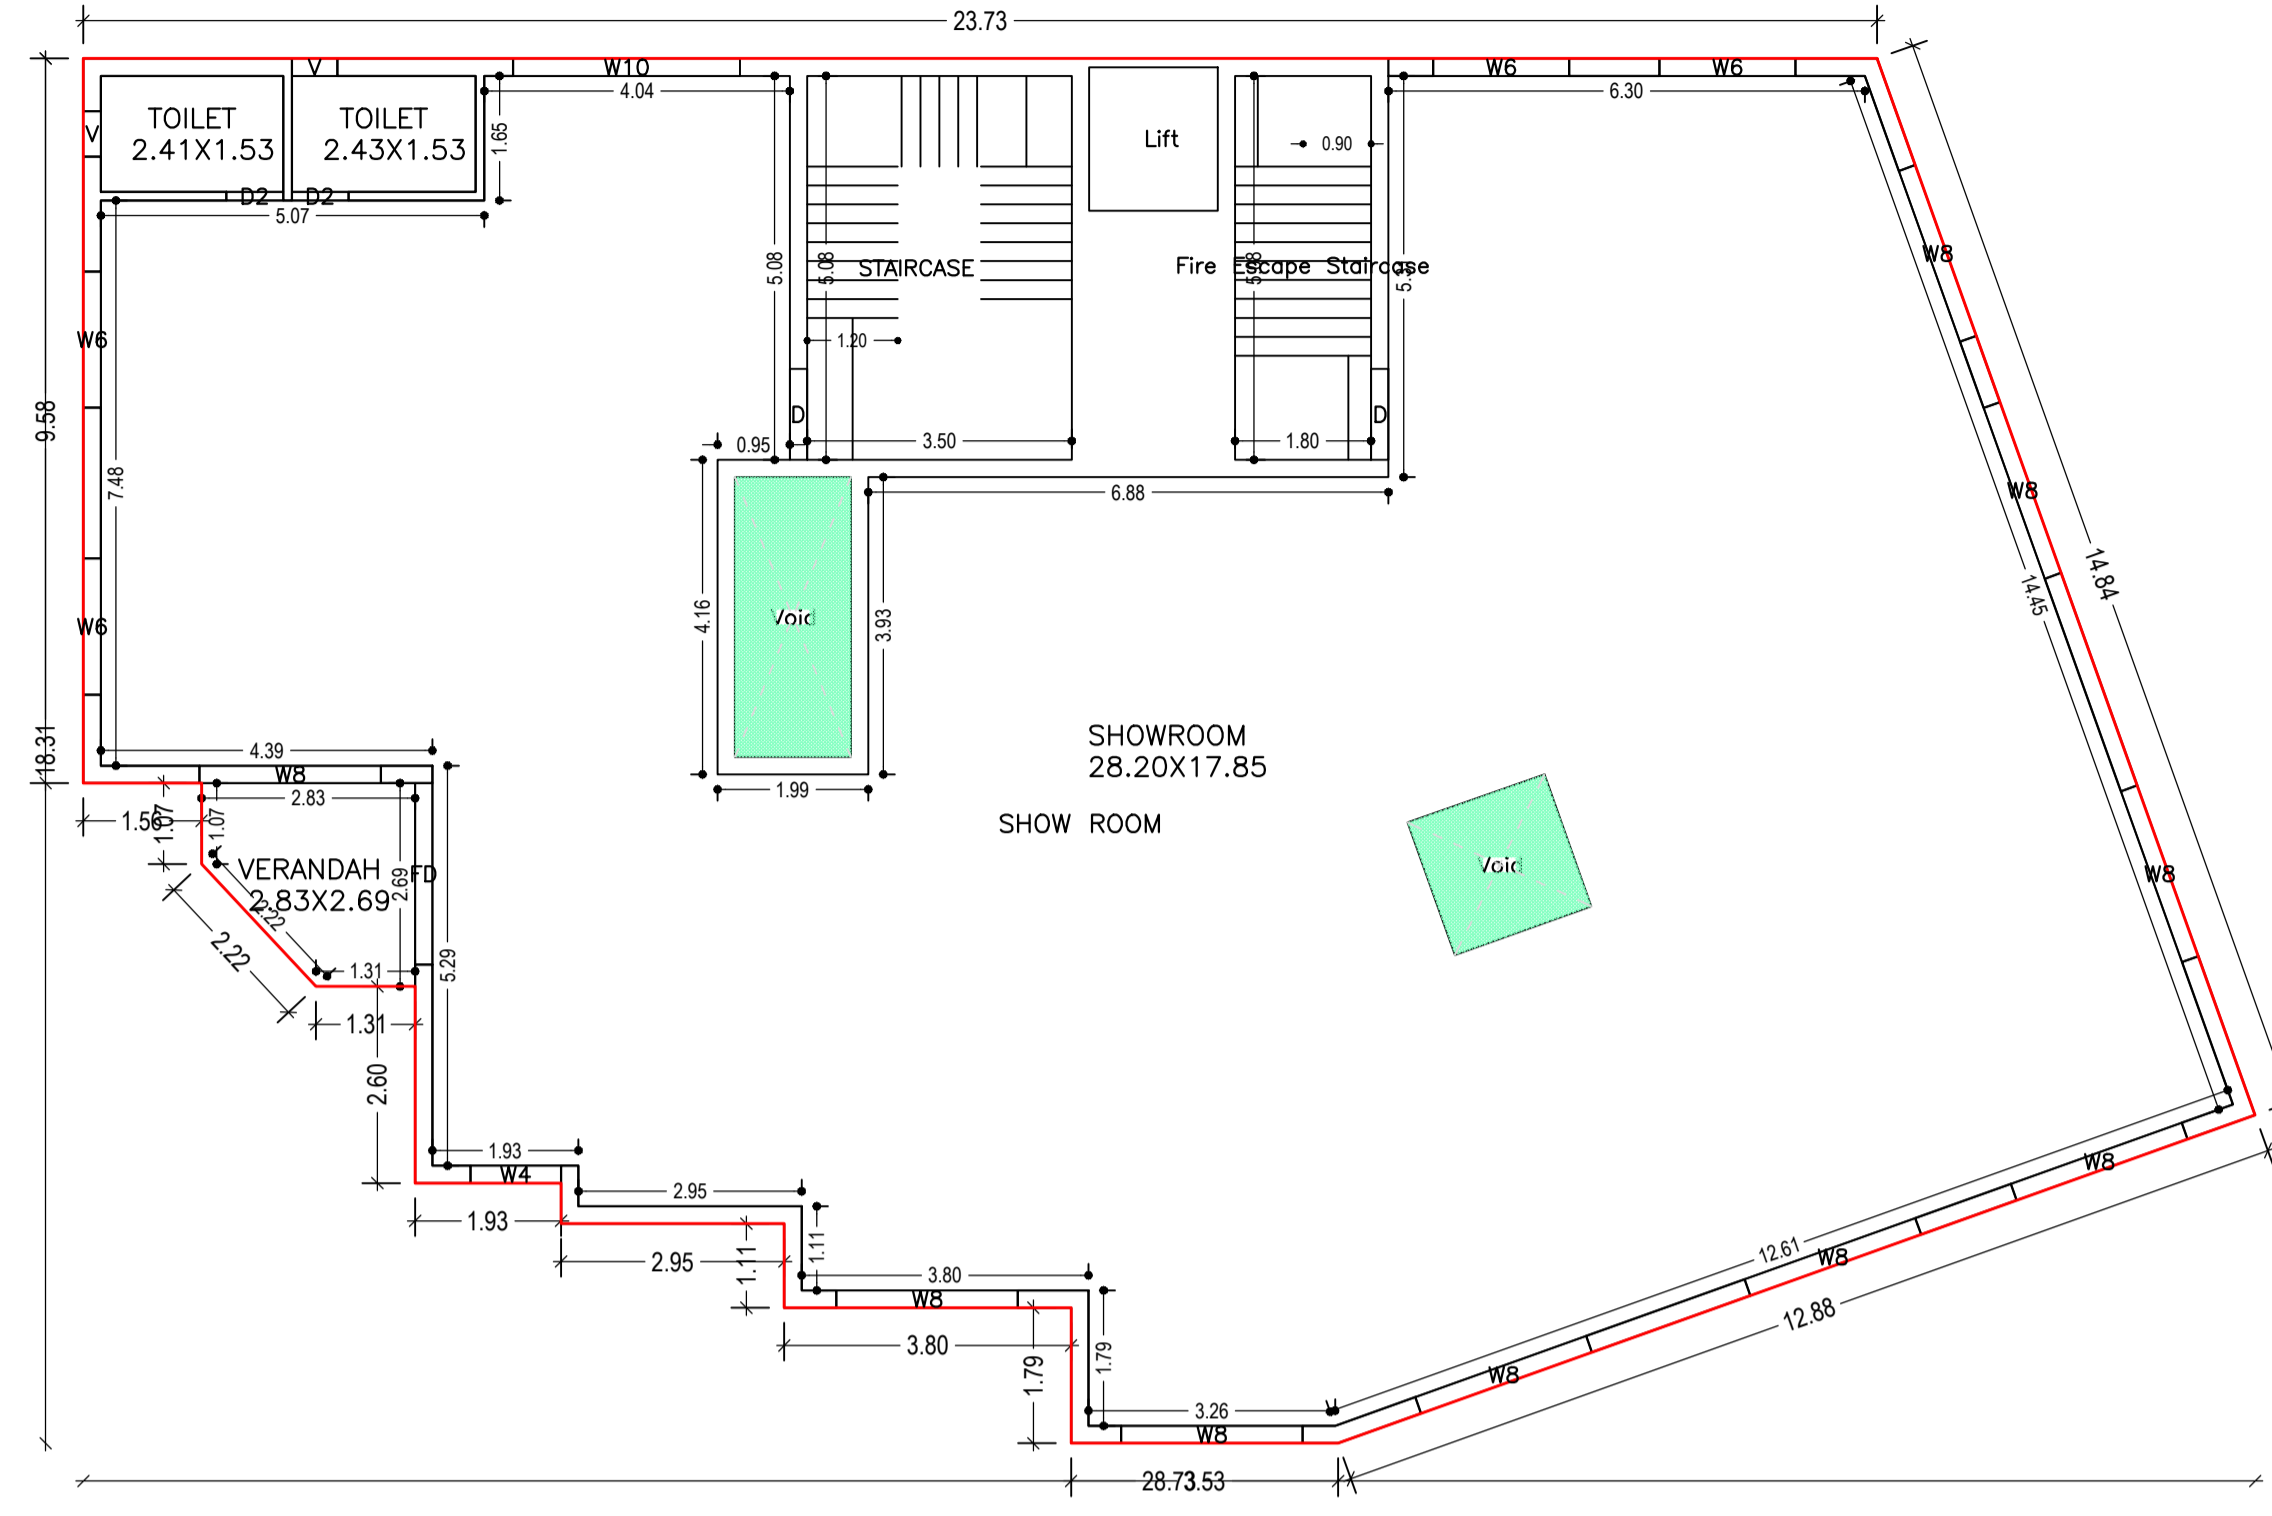 23.73
V
W10
W6
W6
4.04
6.30
TOILET
2.41X1.53
TOILET
2.43X1.53
V
1.65
Lift
0.90
D2
D2
5.07
5.08
5.08
STAIRCASE
Fire Escape Staircase
W8
W6
1.20
9.58
7.48
D
D
0.95
3.50
1.80
6.88
W8
14.84
14.45
4.16
Void
3.93
W6
18.31
4.39
W8
SHOWROOM
28.20X17.85
2.83
1.99
1.56
1.07
1.07
SHOW ROOM
VERANDAH
2.83X2.69
2.69
FD
Void
W8
2.22
2.22
1.31
5.29
1.31
2.60
1.93
W4
2.95
1.93
W8
1.11
1.11
2.95
12.61
W8
3.80
W8
12.88
3.80
1.79
1.79
W8
3.26
W8
28.73
3.53